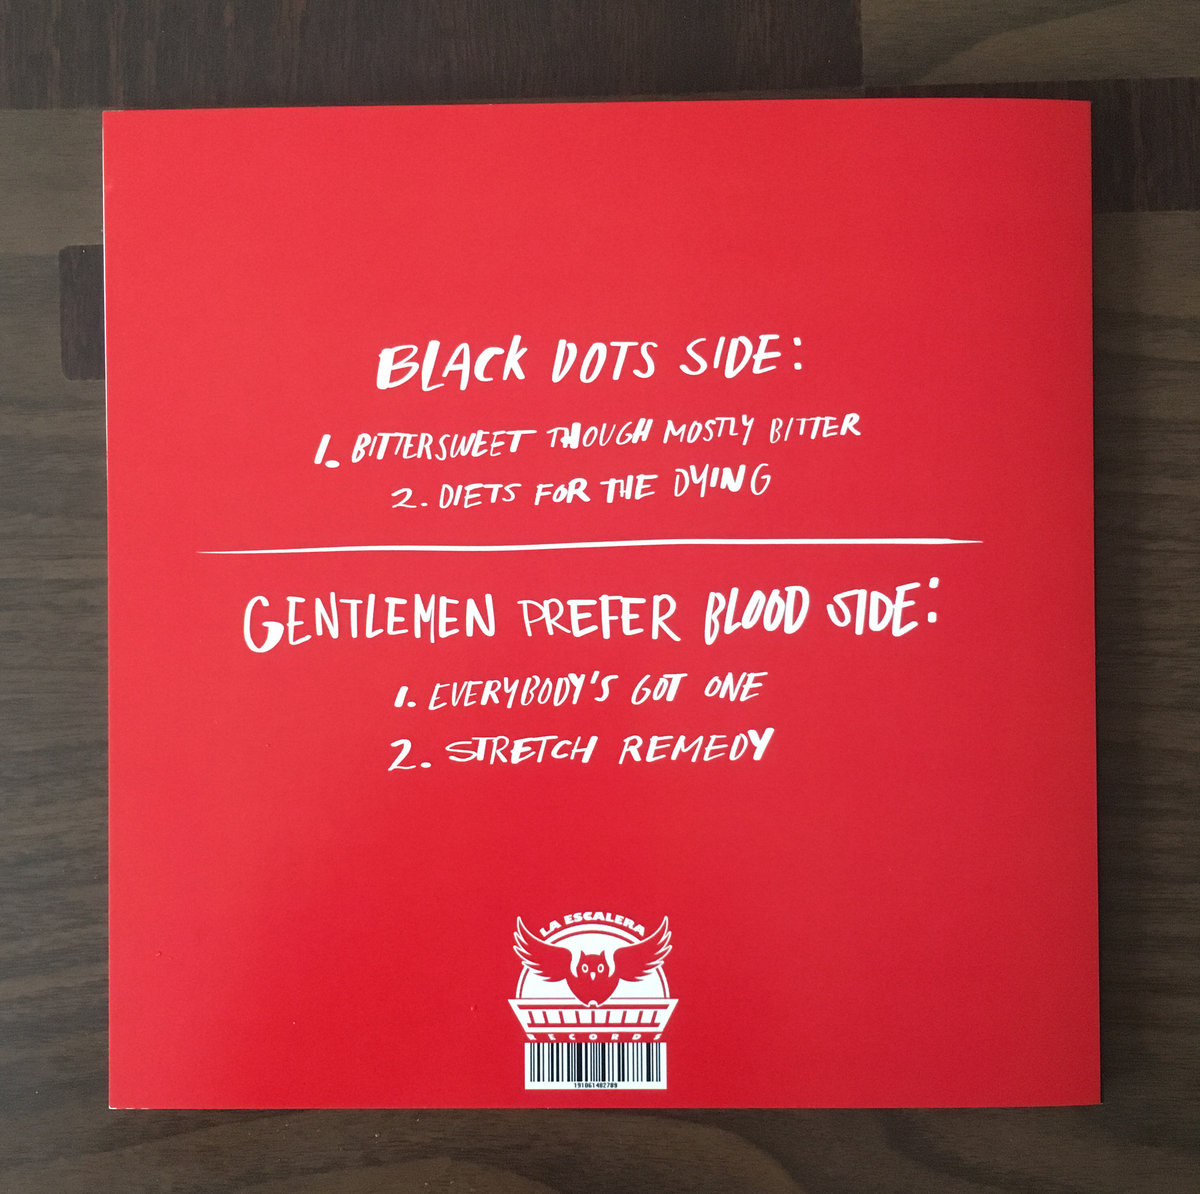 BLACK DOTS SIDE:
1. BITTERSWEET THOUGH MOSTLY BITTER
2. DIETS FOR THE DYING
GENTLEMEN PREFER BLOOD SIDE:
1. EVERYBODY'S GOT ONE
2. STRETCH REMEDY
LA ESCALERA
RECORDS
191061482789